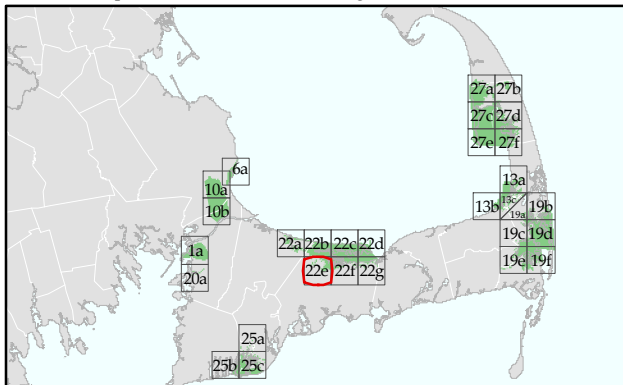 27a 27b
27c 27d
27e 27f
6a
13a
10a
13b 13c 19a 19b
10b
22a 22b 22c 22d
19c 19d
1a
22e 22f 22g
19e 19f
20a
25a
25b 25c